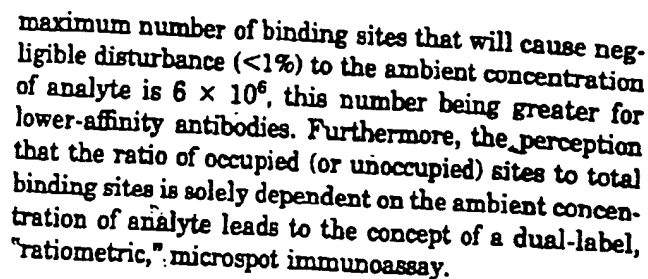 maximum number of binding sites that will cause neg-
ligible disturbance (<1%) to the ambient concentration
of analyte is 6 × 10⁶, this number being greater for
lower-affinity antibodies. Furthermore, the perception
that the ratio of occupied (or unoccupied) sites to total
binding sites is solely dependent on the ambient concen-
tration of analyte leads to the concept of a dual-label,
"ratiometric," microspot immunoassay.